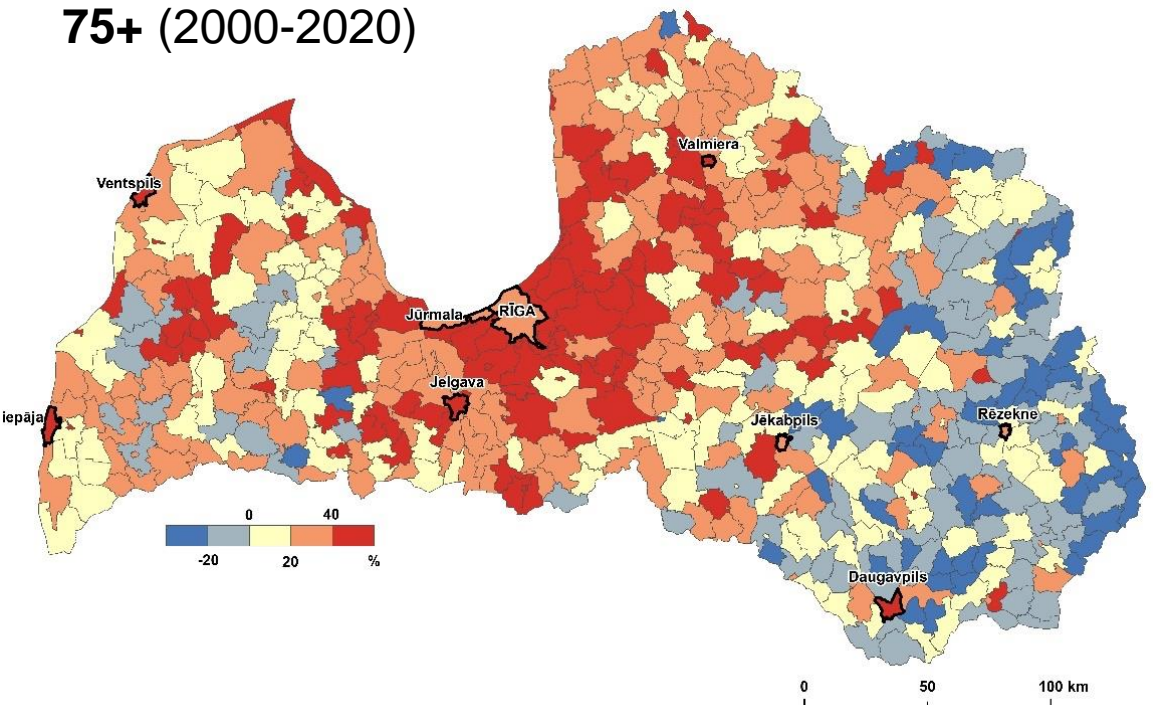 75+ (2000-2020)
Valmiera
Ventspils
Jūrmala
RĪGA
Jelgava
iepāja
Jēkabpils
Rēzekne
0 40
-20 20 %
Daugavpils
0 50 100 km